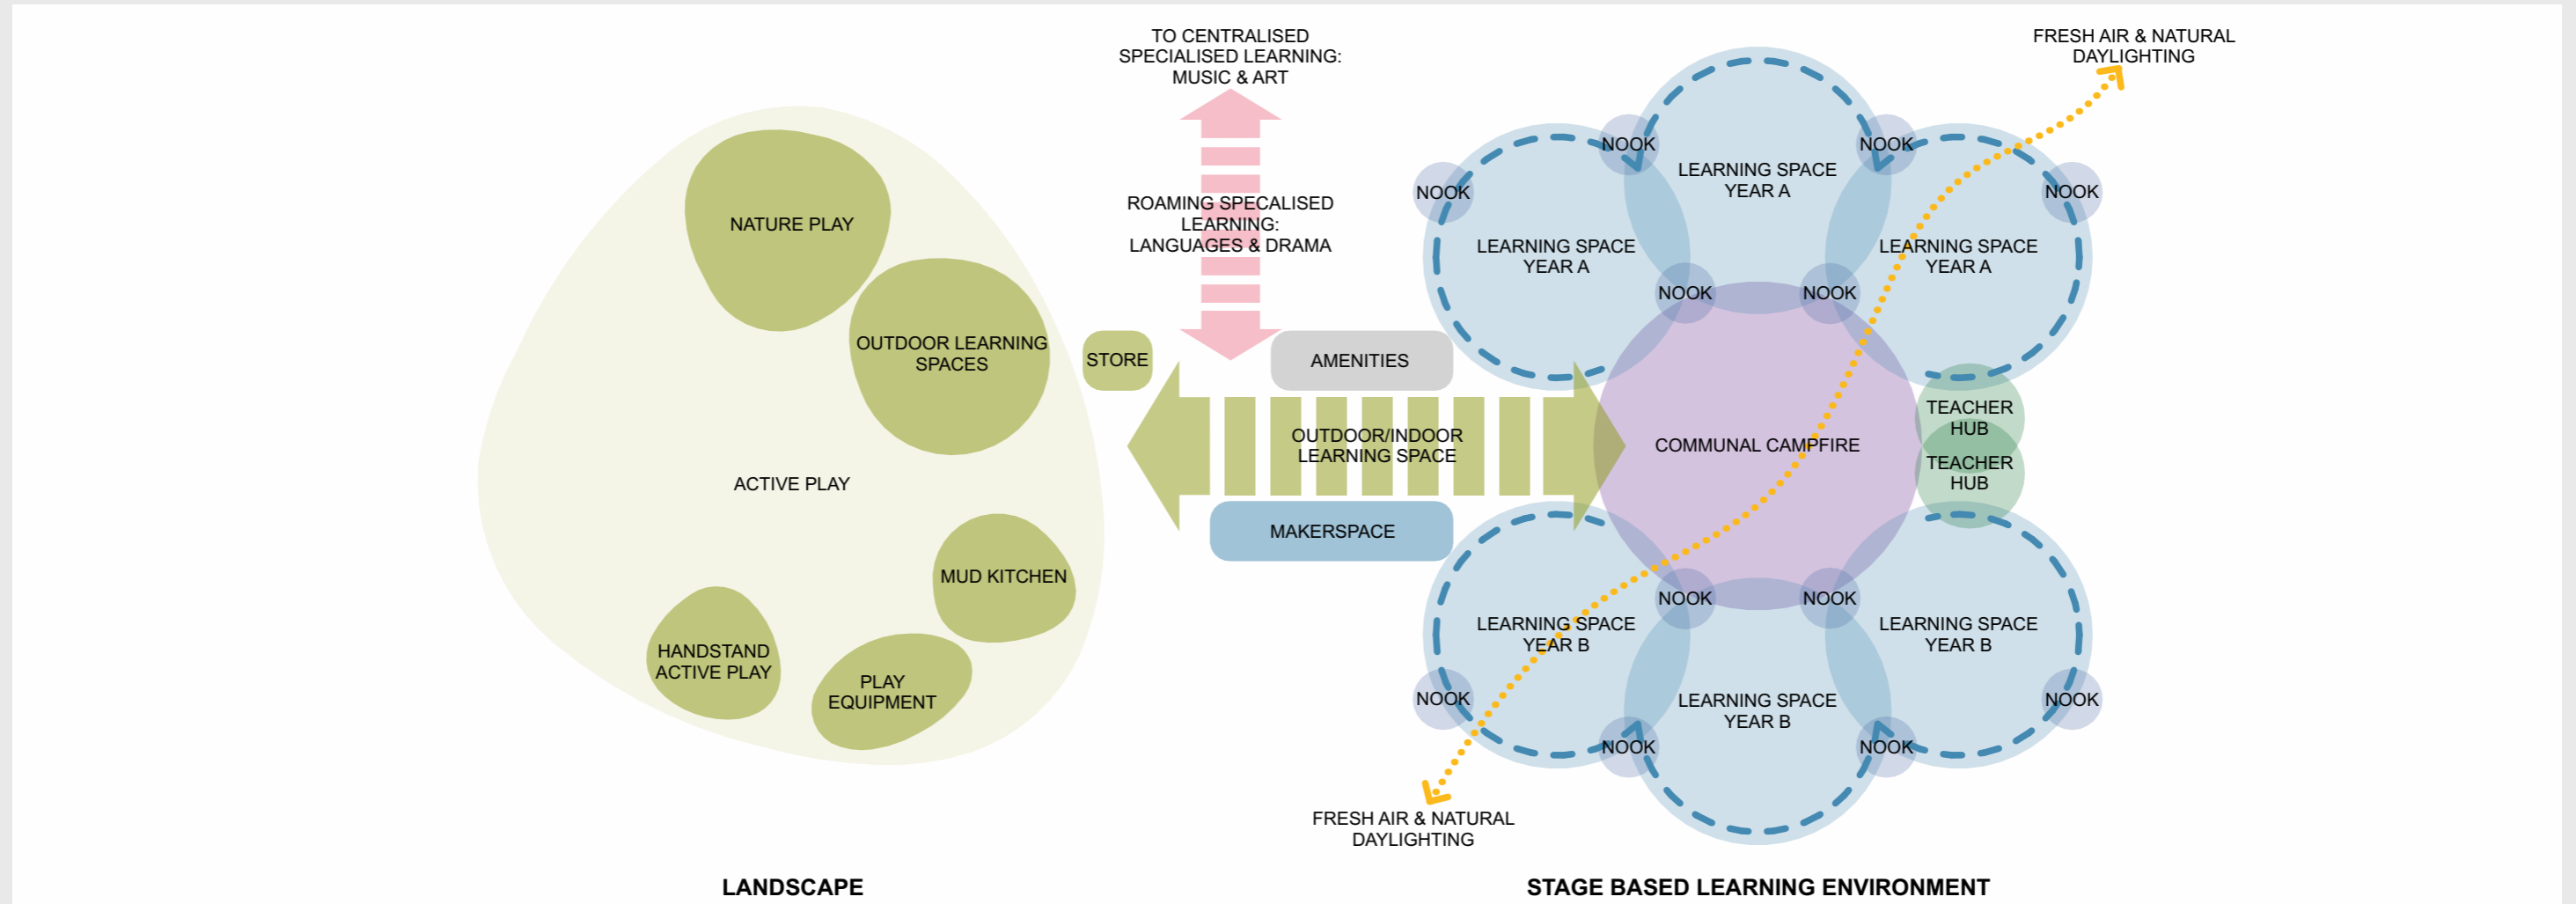 TO CENTRALISED
SPECIALISED LEARNING:
MUSIC & ART
ROAMING SPECALISED
LEARNING:
LANGUAGES & DRAMA
FRESH AIR & NATURAL
DAYLIGHTING
NATURE PLAY
OUTDOOR LEARNING
SPACES
ACTIVE PLAY
MUD KITCHEN
HANDSTAND
ACTIVE PLAY
PLAY
EQUIPMENT
STORE
AMENITIES
OUTDOOR/INDOOR
LEARNING SPACE
MAKERSPACE
NOOK
NOOK
NOOK
NOOK
LEARNING SPACE
YEAR A
LEARNING SPACE
YEAR A
LEARNING SPACE
YEAR A
NOOK
NOOK
COMMUNAL CAMPFIRE
TEACHER
HUB
TEACHER
HUB
NOOK
NOOK
LEARNING SPACE
YEAR B
LEARNING SPACE
YEAR B
LEARNING SPACE
YEAR B
NOOK
NOOK
NOOK
NOOK
FRESH AIR & NATURAL
DAYLIGHTING
LANDSCAPE
STAGE BASED LEARNING ENVIRONMENT